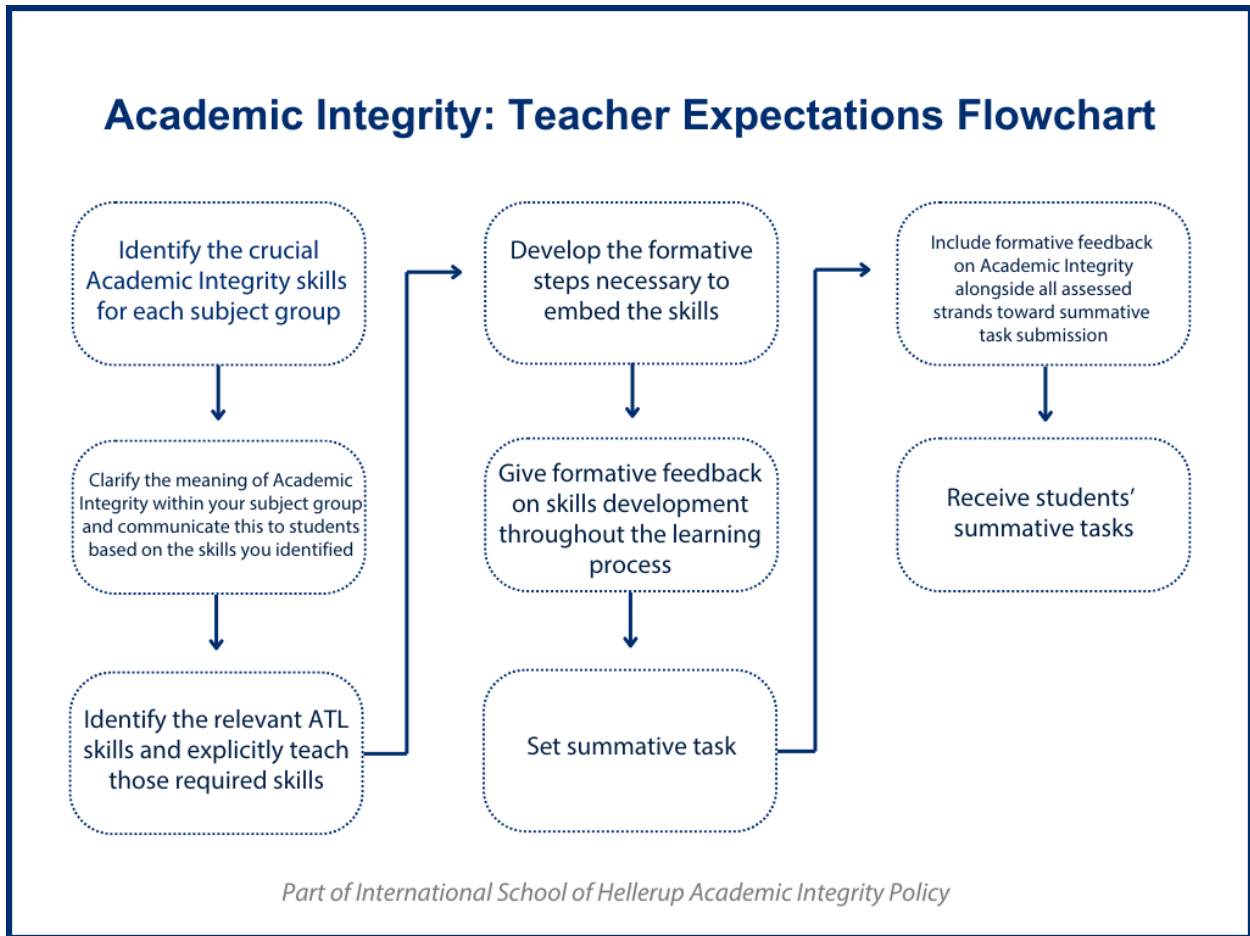 Academic Integrity: Teacher Expectations Flowchart
Identify the crucial
Academic Integrity skills
for each subject group
Clarify the meaning of Academic
Integrity within your subject group
and communicate this to students
based on the skills you identified
Identify the relevant ATL
skills and explicitly teach
those required skills
Develop the formative
steps necessary to
embed the skills
Give formative feedback
on skills development
throughout the learning
process
Set summative task
Include formative feedback
on Academic Integrity
alongside all assessed
strands toward summative
task submission
Receive students’
summative tasks
Part of International School of Hellerup Academic Integrity Policy